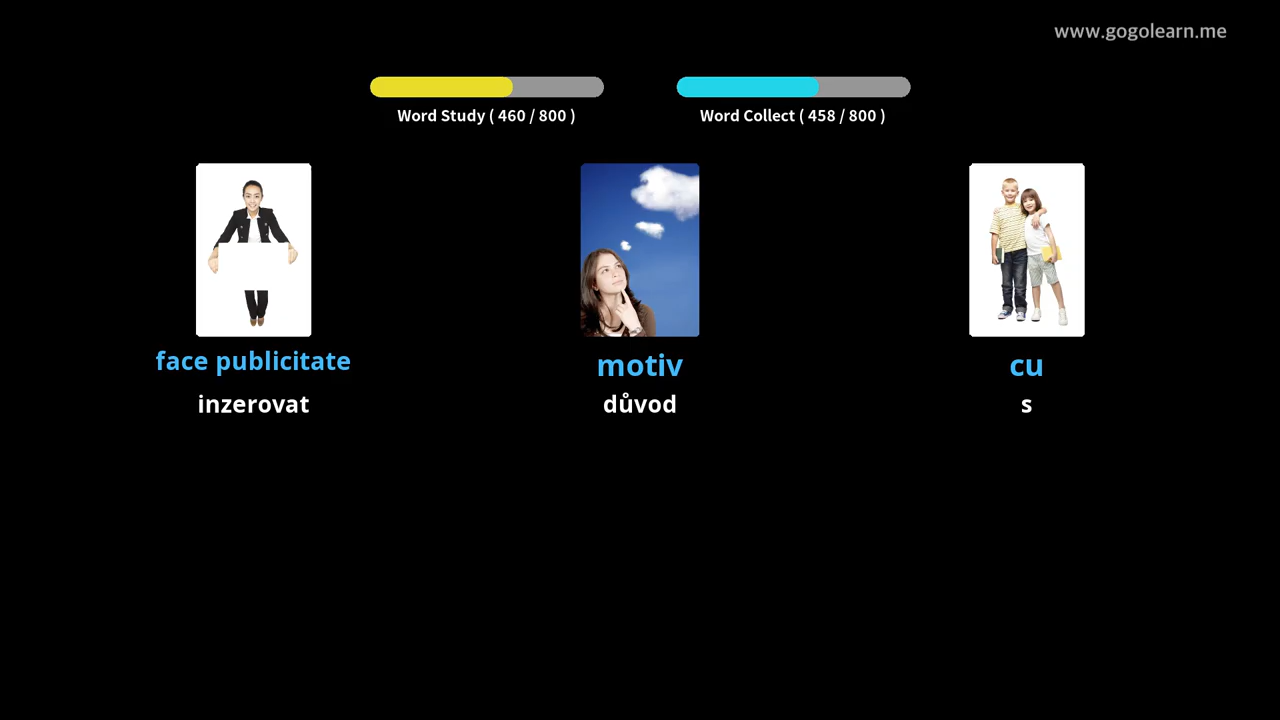 www.gogolearn.me
Word Study ( 460 / 800 )
Word Collect ( 458 / 800 )
face publicitate
motiv
cu
inzerovat
důvod
s